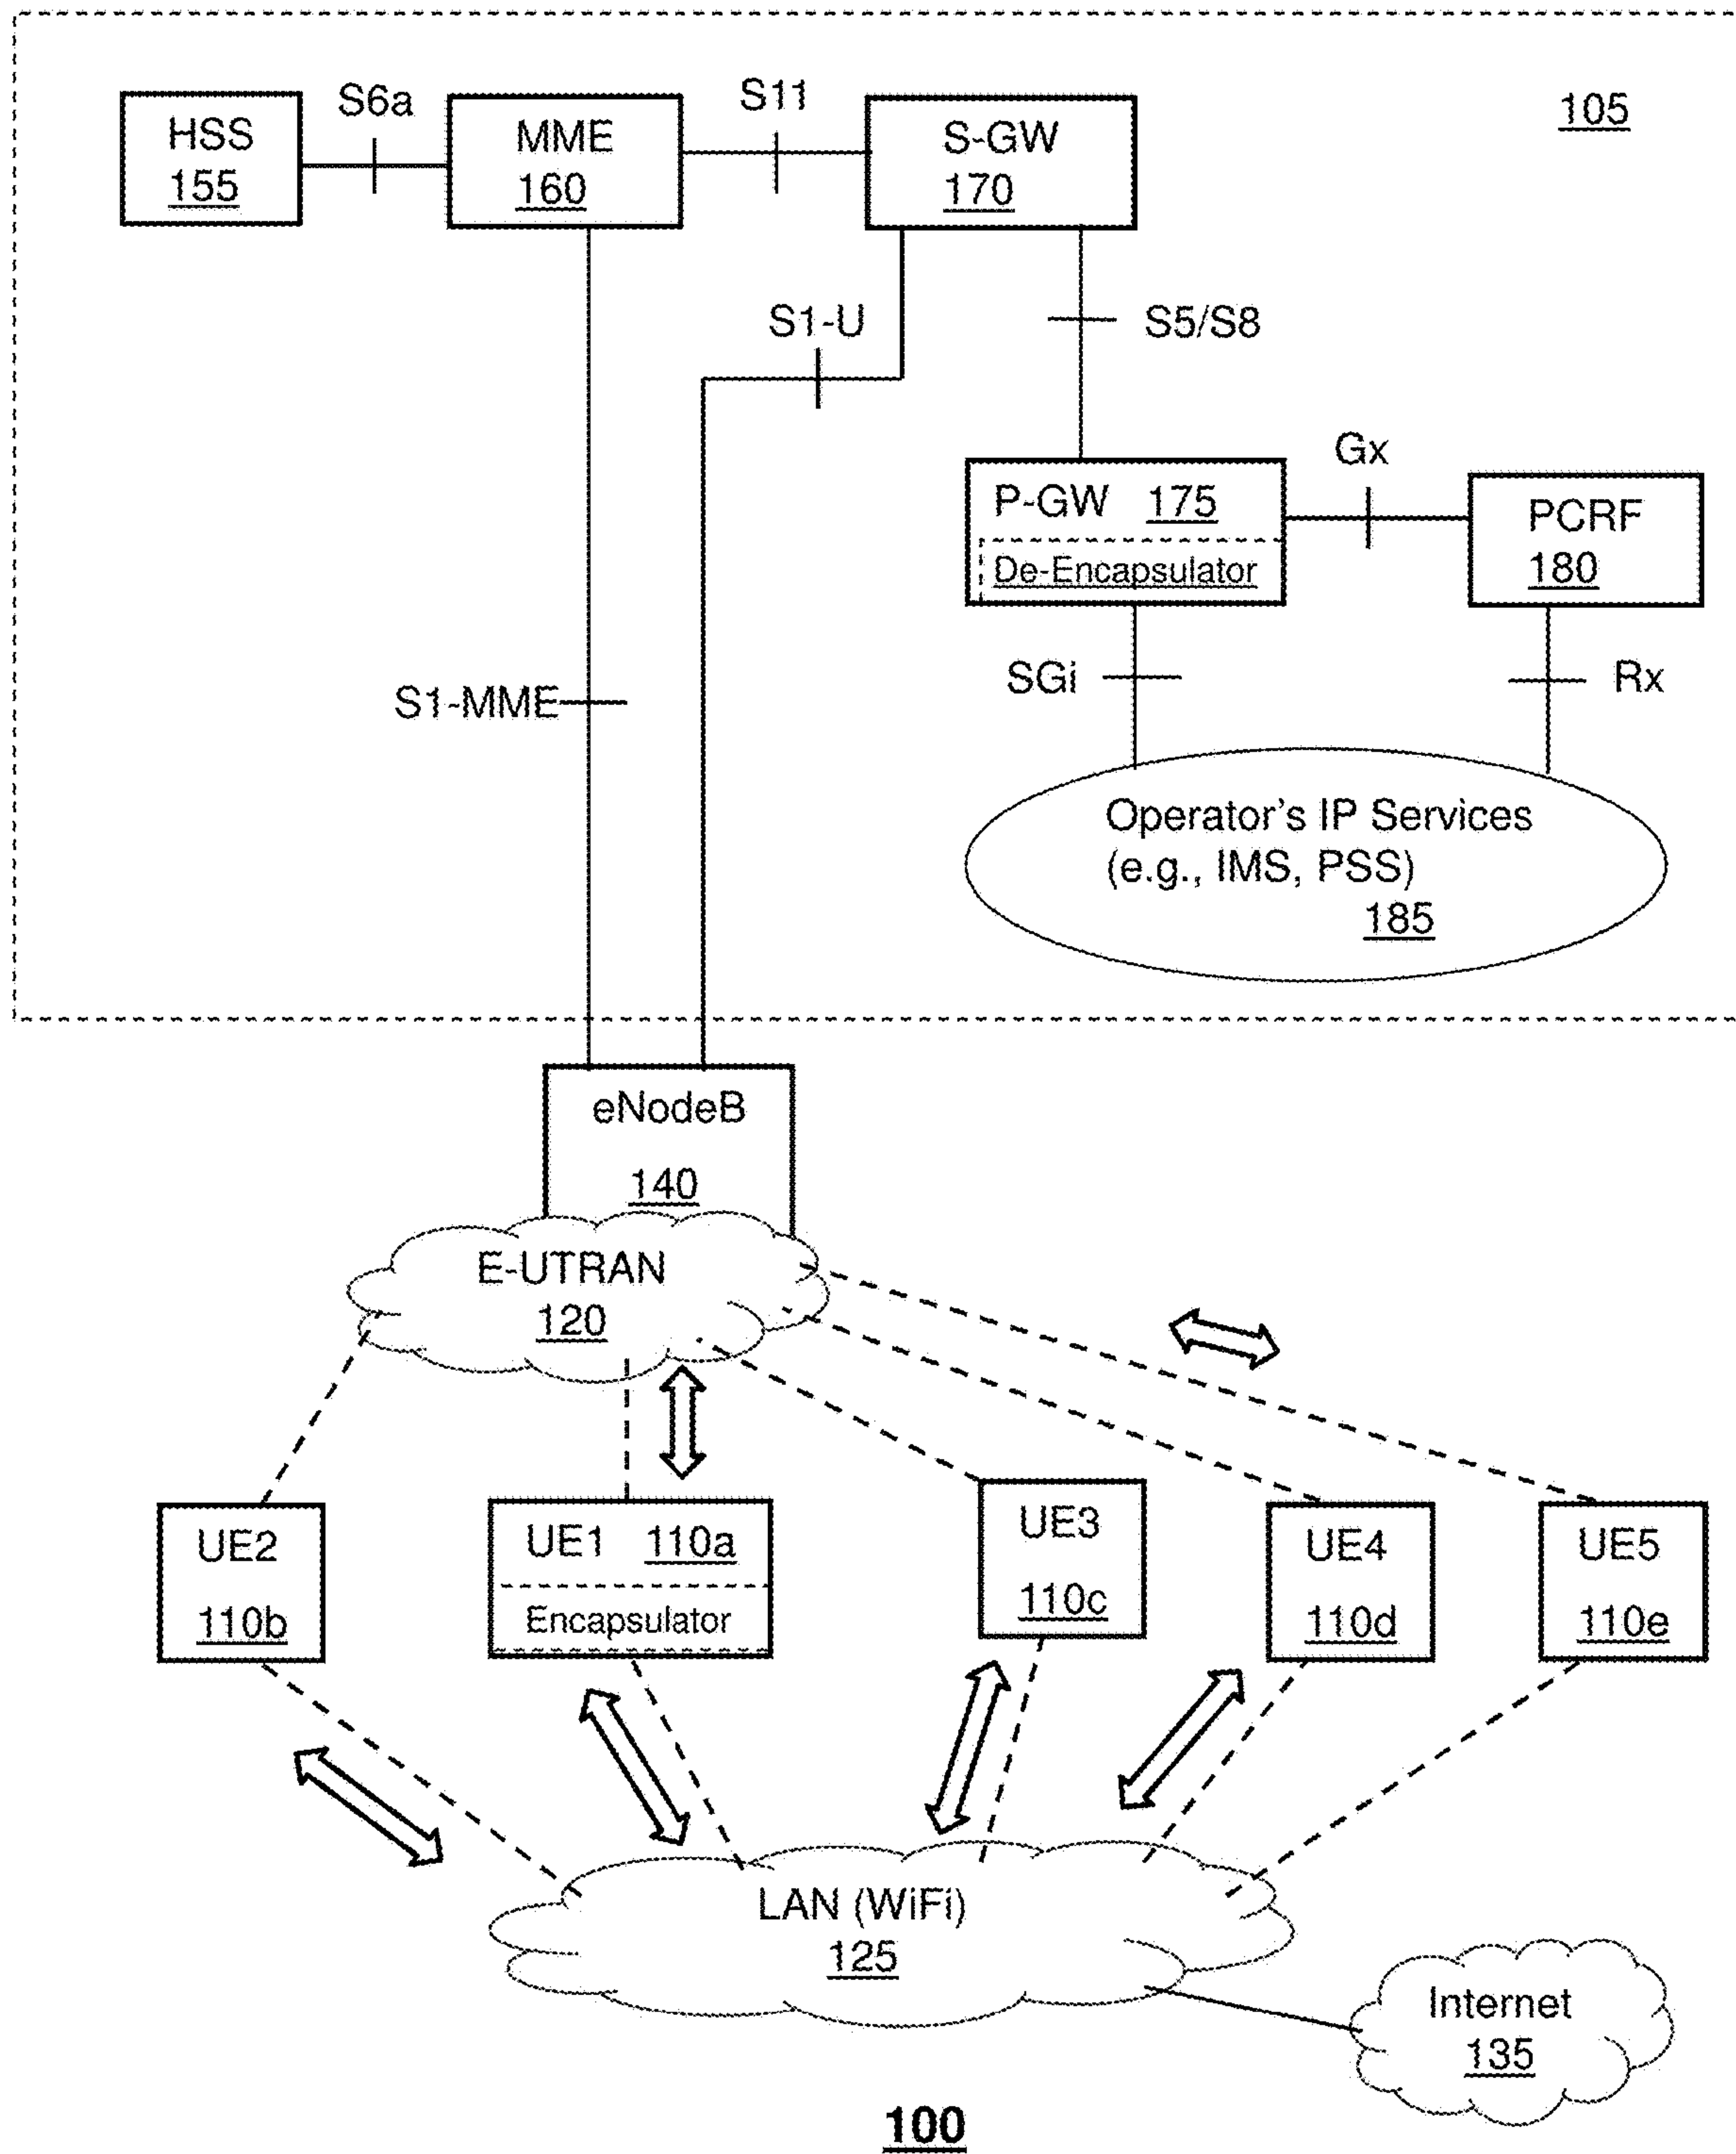 S6a
S11
HSS
155
MME
160
S-GW
170
105
S1-U
S5/S8
Gx
P-GW 175
De-Encapsulator
PCRF
180
S1-MME
SGi
Rx
Operator's IP Services
(e.g., IMS, PSS)
185
eNodeB
140
E-UTRAN
120
UE2
110b
UE1 110a
Encapsulator
UE3
110c
UE4
110d
UE5
110e
LAN (WiFi)
125
Internet
135
100